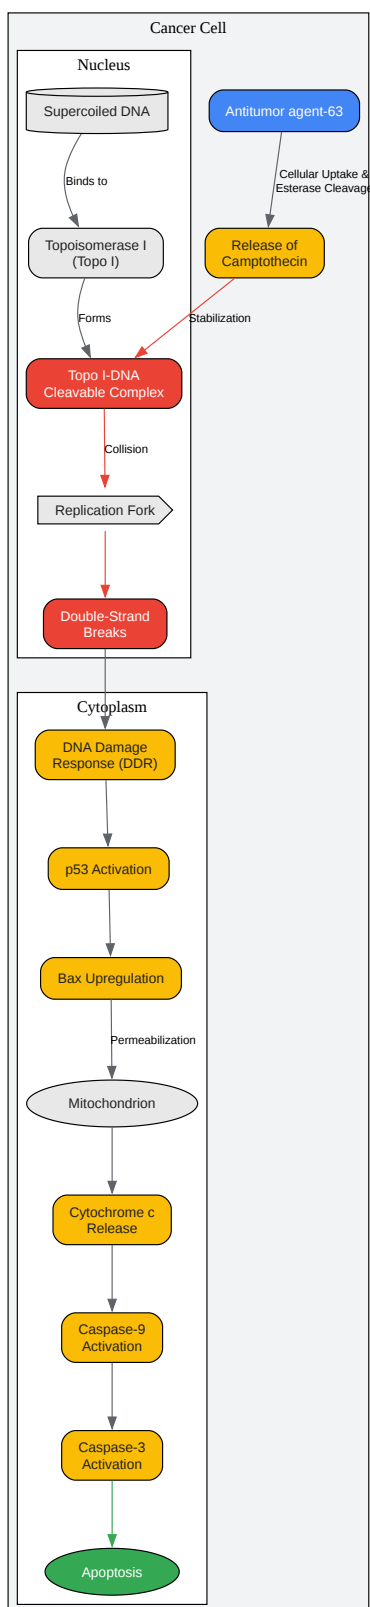 Cancer Cell
Nucleus
Supercoiled DNA
Antitumor agent-63
Binds to
Cellular Uptake &
Esterase Cleavage
Topoisomerase I
(Topo I)
Release of
Camptothecin
Forms
Stabilization
Topo I-DNA
Cleavable Complex
Collision
Replication Fork
Double-Strand
Breaks
Cytoplasm
DNA Damage
Response (DDR)
p53 Activation
Bax Upregulation
Permeabilization
Mitochondrion
Cytochrome c
Release
Caspase-9
Activation
Caspase-3
Activation
Apoptosis